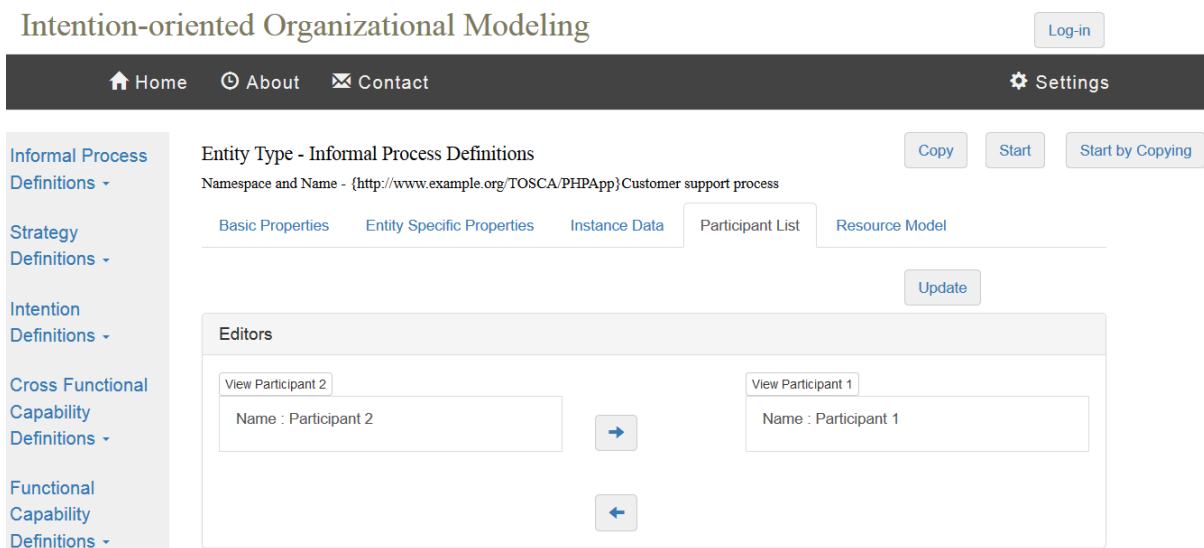 Intention-oriented Organizational Modeling
Log-in
Home About Contact Settings
Informal Process
Definitions
Strategy
Definitions
Intention
Definitions
Cross Functional
Capability
Definitions
Functional
Capability
Definitions
Entity Type - Informal Process Definitions
Copy Start Start by Copying
Namespace and Name - {http://www.example.org/TOSCA/PHPApp}Customer support process
Basic Properties Entity Specific Properties Instance Data Participant List Resource Model
Update
Editors
View Participant 2
Name : Participant 2
View Participant 1
Name : Participant 1